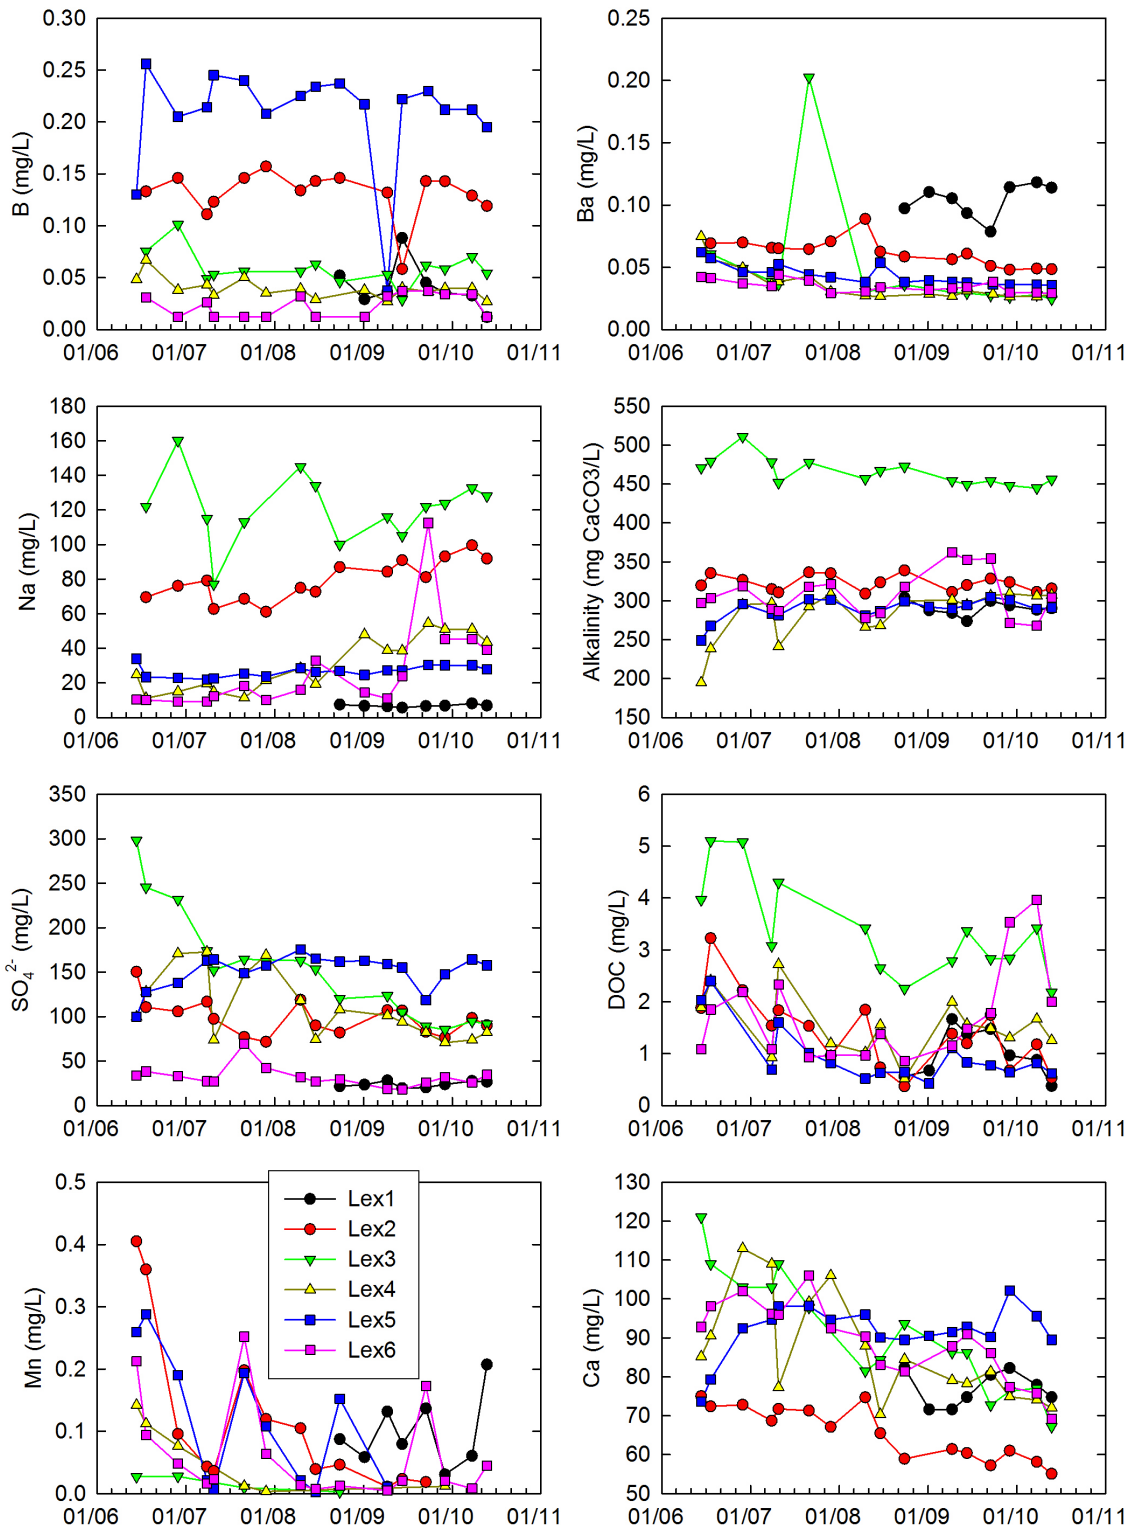 B (mg/L)
0.30
0.25
0.20
0.15
0.10
0.05
0.00
01/06 01/07 01/08 01/09 01/10 01/11
Ba (mg/L)
0.25
0.20
0.15
0.10
0.05
0.00
01/06 01/07 01/08 01/09 01/10 01/11
Na (mg/L)
180
160
140
120
100
80
60
40
20
0
01/06 01/07 01/08 01/09 01/10 01/11
Alkalinity (mg CaCO3/L)
550
500
450
400
350
300
250
200
150
01/06 01/07 01/08 01/09 01/10 01/11
SO₄²⁻ (mg/L)
350
300
250
200
150
100
50
0
01/06 01/07 01/08 01/09 01/10 01/11
DOC (mg/L)
6
5
4
3
2
1
0
01/06 01/07 01/08 01/09 01/10 01/11
Mn (mg/L)
0.5
0.4
0.3
0.2
0.1
0.0
01/06 01/07 01/08 01/09 01/10 01/11
Lex1
Lex2
Lex3
Lex4
Lex5
Lex6
Ca (mg/L)
130
120
110
100
90
80
70
60
50
01/06 01/07 01/08 01/09 01/10 01/11